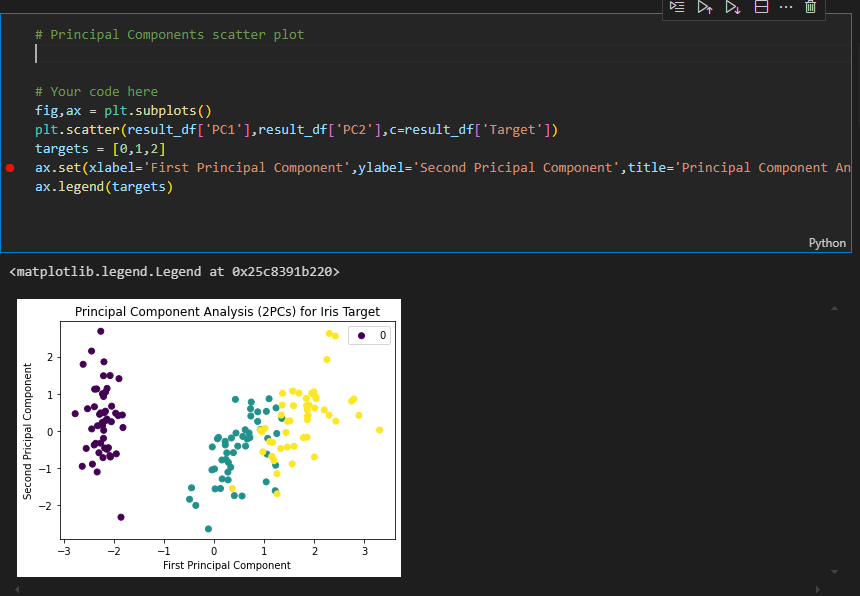 # Principal Components scatter plot
# Your code here
fig,ax = plt.subplots()
plt.scatter(result_df['PC1'],result_df['PC2'],c=result_df['Target'])
targets = [0,1,2]
ax.set(xlabel='First Principal Component',ylabel='Second Pricipal Component',title='Principal Component An
ax.legend(targets)
Python
<matplotlib.legend.Legend at 0x25c8391b220>
Principal Component Analysis (2PCs) for Iris Target
0
Second Pricipal Component
2
1
0
−1
−2
−3 −2 −1 0 1 2 3
First Principal Component